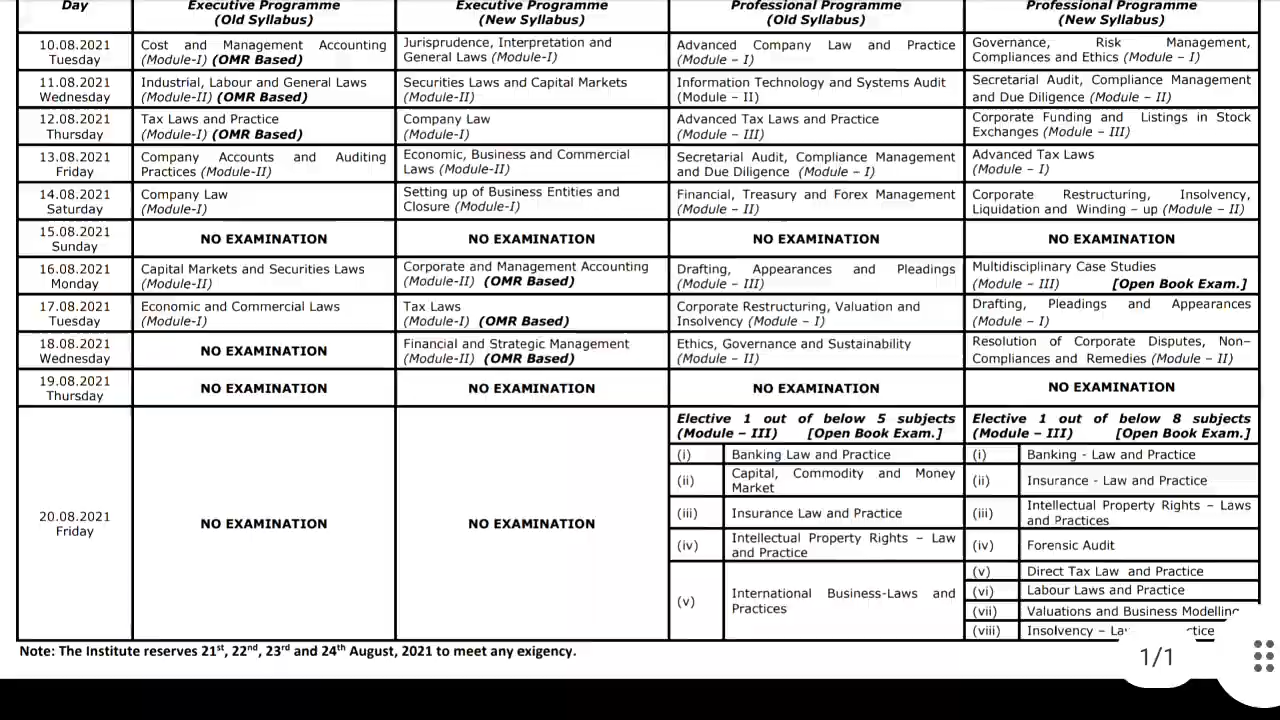 Day
Executive Programme
(Old Syllabus)
Executive Programme
(New Syllabus)
Professional Programme
(Old Syllabus)
Professional Programme
(New Syllabus)
10.08.2021
Tuesday
Cost and Management Accounting
(Module-I) (OMR Based)
Jurisprudence, Interpretation and
General Laws (Module-I)
Advanced Company Law and Practice
(Module – I)
Governance, Risk Management,
Compliances and Ethics (Module – I)
11.08.2021
Wednesday
Industrial, Labour and General Laws
(Module-II) (OMR Based)
Securities Laws and Capital Markets
(Module-II)
Information Technology and Systems Audit
(Module – II)
Secretarial Audit, Compliance Management
and Due Diligence (Module – II)
12.08.2021
Thursday
Tax Laws and Practice
(Module-I) (OMR Based)
Company Law
(Module-I)
Advanced Tax Laws and Practice
(Module – III)
Corporate Funding and Listings in Stock
Exchanges (Module – III)
13.08.2021
Friday
Company Accounts and Auditing
Practices (Module-II)
Economic, Business and Commercial
Laws (Module-II)
Secretarial Audit, Compliance Management
and Due Diligence (Module – I)
Advanced Tax Laws
(Module – I)
14.08.2021
Saturday
Company Law
(Module-I)
Setting up of Business Entities and
Closure (Module-I)
Financial, Treasury and Forex Management
(Module – II)
Corporate Restructuring, Insolvency,
Liquidation and Winding – up (Module – II)
15.08.2021
Sunday
NO EXAMINATION
NO EXAMINATION
NO EXAMINATION
NO EXAMINATION
16.08.2021
Monday
Capital Markets and Securities Laws
(Module-II)
Corporate and Management Accounting
(Module-II) (OMR Based)
Drafting, Appearances and Pleadings
(Module – III)
Multidisciplinary Case Studies
(Module – III) [Open Book Exam.]
17.08.2021
Tuesday
Economic and Commercial Laws
(Module-I)
Tax Laws
(Module-I) (OMR Based)
Corporate Restructuring, Valuation and
Insolvency (Module – I)
Drafting, Pleadings and Appearances
(Module – I)
18.08.2021
Wednesday
NO EXAMINATION
Financial and Strategic Management
(Module-II) (OMR Based)
Ethics, Governance and Sustainability
(Module – II)
Resolution of Corporate Disputes, Non–
Compliances and Remedies (Module – II)
19.08.2021
Thursday
NO EXAMINATION
NO EXAMINATION
NO EXAMINATION
NO EXAMINATION
20.08.2021
Friday
NO EXAMINATION
NO EXAMINATION
Elective 1 out of below 5 subjects
(Module – III) [Open Book Exam.]
(i) Banking Law and Practice
(ii) Capital, Commodity and Money
Market
(iii) Insurance Law and Practice
(iv) Intellectual Property Rights – Law
and Practice
(v) International Business-Laws and
Practices
Elective 1 out of below 8 subjects
(Module – III) [Open Book Exam.]
(i) Banking - Law and Practice
(ii) Insurance - Law and Practice
(iii) Intellectual Property Rights – Laws
and Practices
(iv) Forensic Audit
(v) Direct Tax Law and Practice
(vi) Labour Laws and Practice
(vii) Valuations and Business Modelling
(viii) Insolvency –
Note: The Institute reserves 21st, 22nd, 23rd and 24th August, 2021 to meet any exigency.
1/1